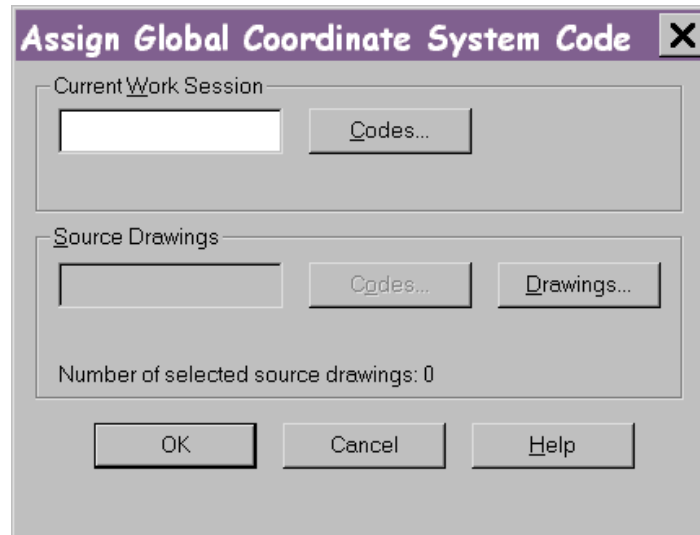 Assign Global Coordinate System Code
Current Work Session
Codes...
Source Drawings
Codes... Drawings...
Number of selected source drawings: 0
OK Cancel Help